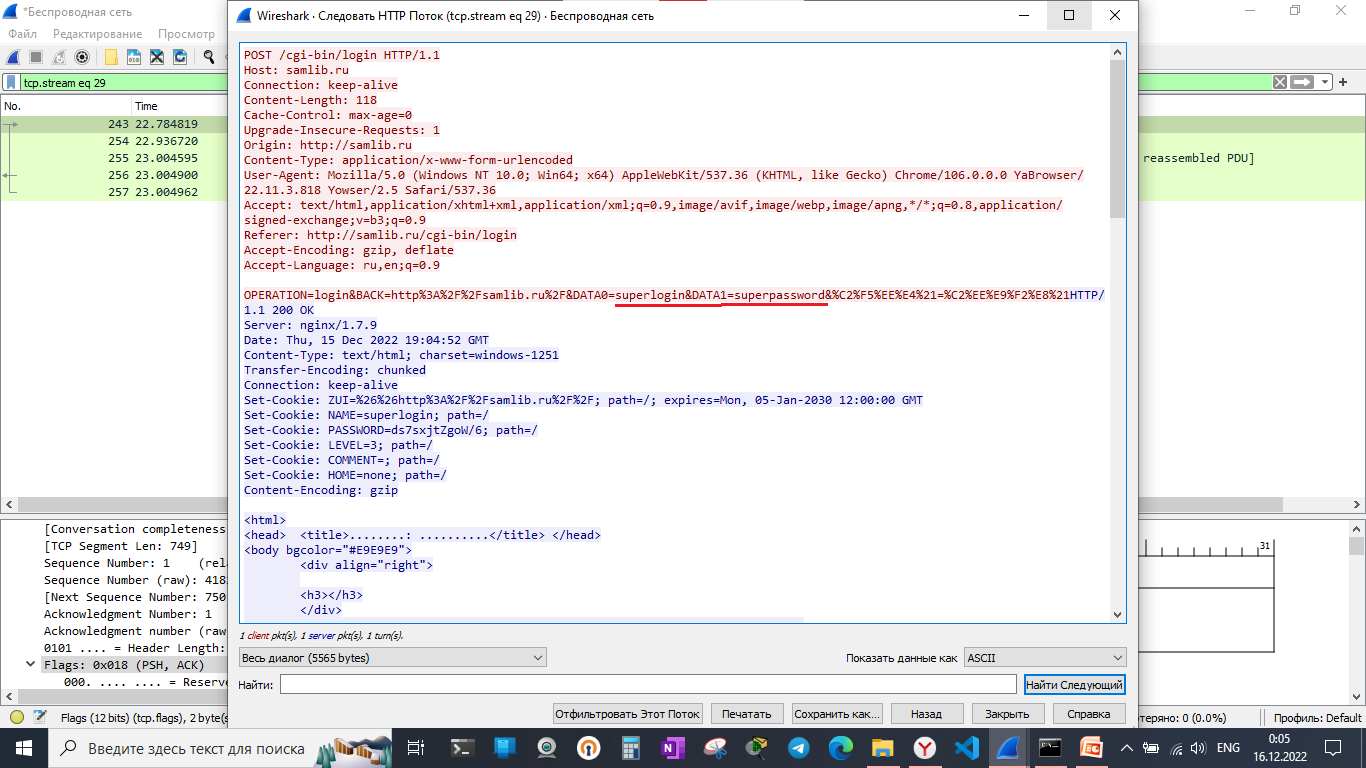 *Беспроводная сеть
Файл Редактирование Просмотр
tcp.stream eq 29
No. Time
243 22.784819
254 22.936720
255 23.004595
256 23.004900
257 23.004962
reassembled PDU]
Wireshark · Следовать HTTP Поток (tcp.stream eq 29) · Беспроводная сеть
POST /cgi-bin/login HTTP/1.1
Host: samlib.ru
Connection: keep-alive
Content-Length: 118
Cache-Control: max-age=0
Upgrade-Insecure-Requests: 1
Origin: http://samlib.ru
Content-Type: application/x-www-form-urlencoded
User-Agent: Mozilla/5.0 (Windows NT 10.0; Win64; x64) AppleWebKit/537.36 (KHTML, like Gecko) Chrome/106.0.0.0 YaBrowser/
22.11.3.818 Yowser/2.5 Safari/537.36
Accept: text/html,application/xhtml+xml,application/xml;q=0.9,image/avif,image/webp,image/apng,*/*;q=0.8,application/
signed-exchange;v=b3;q=0.9
Referer: http://samlib.ru/cgi-bin/login
Accept-Encoding: gzip, deflate
Accept-Language: ru,en;q=0.9
OPERATION=login&BACK=http%3A%2F%2Fsamlib.ru%2F&DATA0=superlogin&DATA1=superpassword&%C2%F5%EE%E4%21=%C2%EE%E9%F2%E8%21HTTP/
1.1 200 OK
Server: nginx/1.7.9
Date: Thu, 15 Dec 2022 19:04:52 GMT
Content-Type: text/html; charset=windows-1251
Transfer-Encoding: chunked
Connection: keep-alive
Set-Cookie: ZUI=%26%26http%3A%2F%2Fsamlib.ru%2F%2F; path=/; expires=Mon, 05-Jan-2030 12:00:00 GMT
Set-Cookie: NAME=superlogin; path=/
Set-Cookie: PASSWORD=ds7sxjtZgoW/6; path=/
Set-Cookie: LEVEL=3; path=/
Set-Cookie: COMMENT=; path=/
Set-Cookie: HOME=none; path=/
Content-Encoding: gzip
<html>
<head> <title>........: ..........</title> </head>
<body bgcolor="#E9E9E9">
<div align="right">
<h3></h3>
</div>
1 client pkt(s), 1 server pkt(s), 1 turn(s).
Весь диалог (5565 bytes)
Показать данные как ASCII
Найти: Найти Следующий
Отфильтровать Этот Поток Печатать Сохранить как... Назад Закрыть Справка
[Conversation completeness
[TCP Segment Len: 749]
Sequence Number: 1 (rela
Sequence Number (raw): 418
[Next Sequence Number: 750
Acknowledgment Number: 1
Acknowledgment number (raw
0101 .... = Header Length:
Flags: 0x018 (PSH, ACK)
000. .... .... = Reserve
31
Flags (12 bits) (tcp.flags), 2 byte(s
теряно: 0 (0.0%) Профиль: Default
Введите здесь текст для поиска
ENG
0:05
16.12.2022